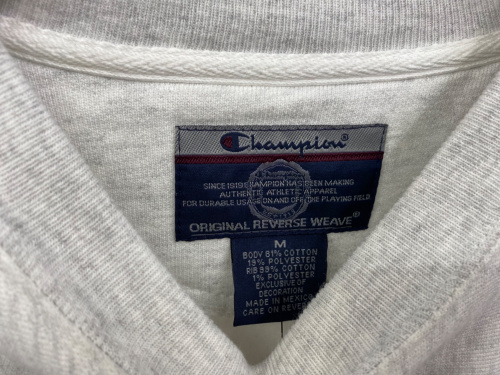 Champion®
SINCE 1919 CHAMPION HAS BEEN MAKING
AUTHENTIC ATHLETIC APPAREL
FOR DURABLE USAGE ON AND OFF THE PLAYING FIELD
ORIGINAL REVERSE WEAVE®
M
BODY 81% COTTON
19% POLYESTER
RIB 99% COTTON
EXCLUSIVE OF
DECORATION
MADE IN MEXICO
CARE ON REVERSE